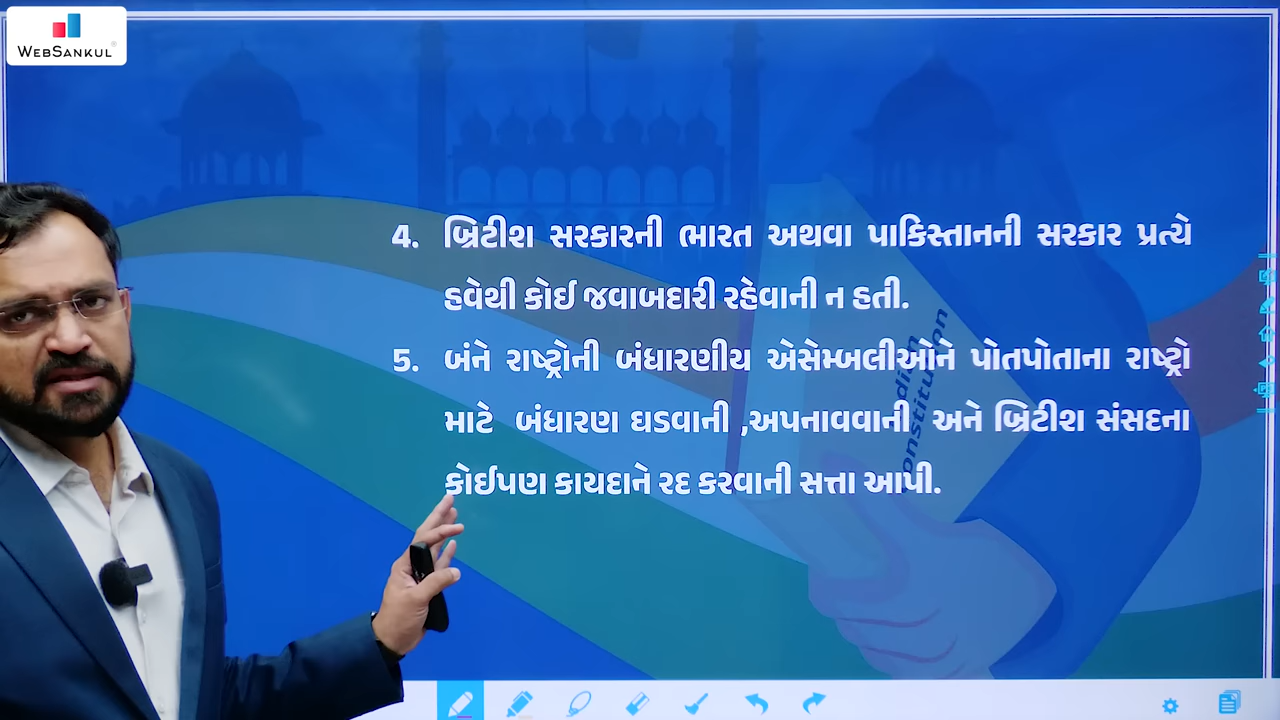 WEBSANKUL
4. બ્રિટીશ સરકારની ભારત અથવા પાકિસ્તાનની સરકાર પ્રત્યે
હવેથી કોઈ જવાબદારી રહેવાની ન હતી.
5. બંને રાષ્ટ્રોની બંધારણીય એસેમ્બલીઓને પોતપોતાના રાષ્ટ્રો
માટે બંધારણ ઘડવાની ,અપનાવવાની અને બ્રિટીશ સંસદના
કોઈપણ કાયદાને રદ કરવાની સત્તા આપી.